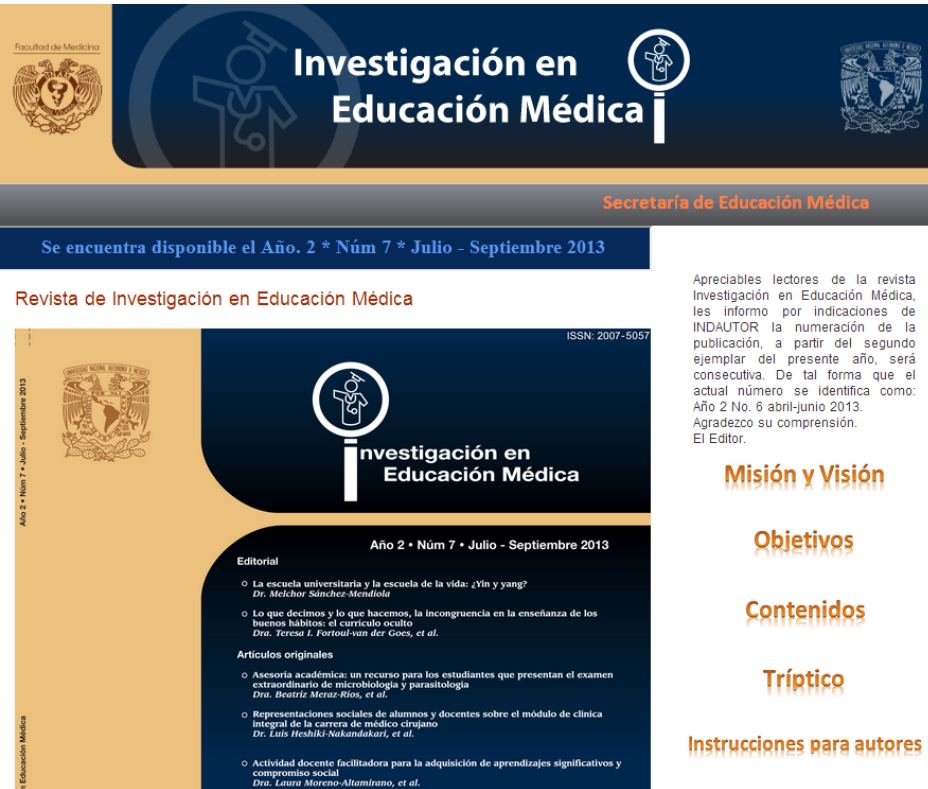 Facultad de Medicina
Investigación en
Educación Médica
Secretaría de Educación Médica
Se encuentra disponible el Año. 2 * Núm 7 * Julio - Septiembre 2013
Revista de Investigación en Educación Médica
ISSN: 2007-5057
Año 2 • Núm 7 • Julio - Septiembre 2013
Educación Médica
investigación en
Educación Médica
Año 2 • Núm 7 • Julio - Septiembre 2013
Editorial
La escuela universitaria y la escuela de la vida: ¿Yin y yang?
Dr. Melchor Sánchez-Mendiola
Lo que decimos y lo que hacemos, la incongruencia en la enseñanza de los
buenos hábitos: el currículo oculto
Dra. Teresa I. Fortoul-van der Goes, et al.
Artículos originales
Asesoría académica: un recurso para los estudiantes que presentan el examen
extraordinario de microbiología y parasitología
Dra. Beatriz Meraz-Ríos, et al.
Representaciones sociales de alumnos y docentes sobre el módulo de clínica
integral de la carrera de médico cirujano
Dr. Luis Heshiki-Nakandakari, et al.
Actividad docente facilitadora para la adquisición de aprendizajes significativos y
compromiso social
Dra. Laura Moreno-Altamirano, et al.
Apreciables lectores de la revista
Investigación en Educación Médica,
les informo por indicaciones de
INDAUTOR la numeración de la
publicación, a partir del segundo
ejemplar del presente año, será
consecutiva. De tal forma que el
actual número se identifica como:
Año 2 No. 6 abril-junio 2013.
Agradezco su comprensión.
El Editor.
Misión y Visión
Objetivos
Contenidos
Tríptico
Instrucciones para autores